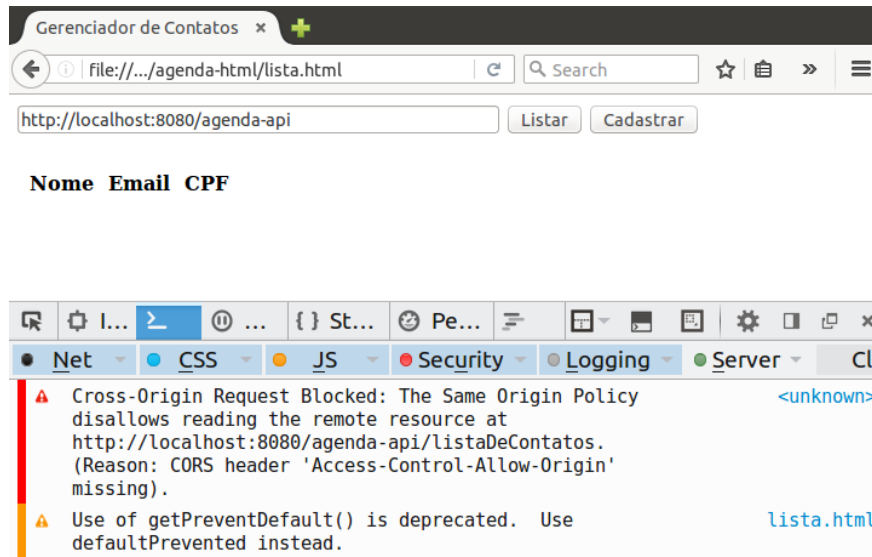 Gerenciador de Contatos ×
file://.../agenda-html/lista.html
Search
http://localhost:8080/agenda-api
Listar
Cadastrar
Nome Email CPF
I... ... { } St... Pe...
Net CSS JS Security Logging Server Cl
Cross-Origin Request Blocked: The Same Origin Policy <unknown>
disallows reading the remote resource at
http://localhost:8080/agenda-api/listaDeContatos.
(Reason: CORS header 'Access-Control-Allow-Origin'
missing).
Use of getPreventDefault() is deprecated. Use lista.html
defaultPrevented instead.